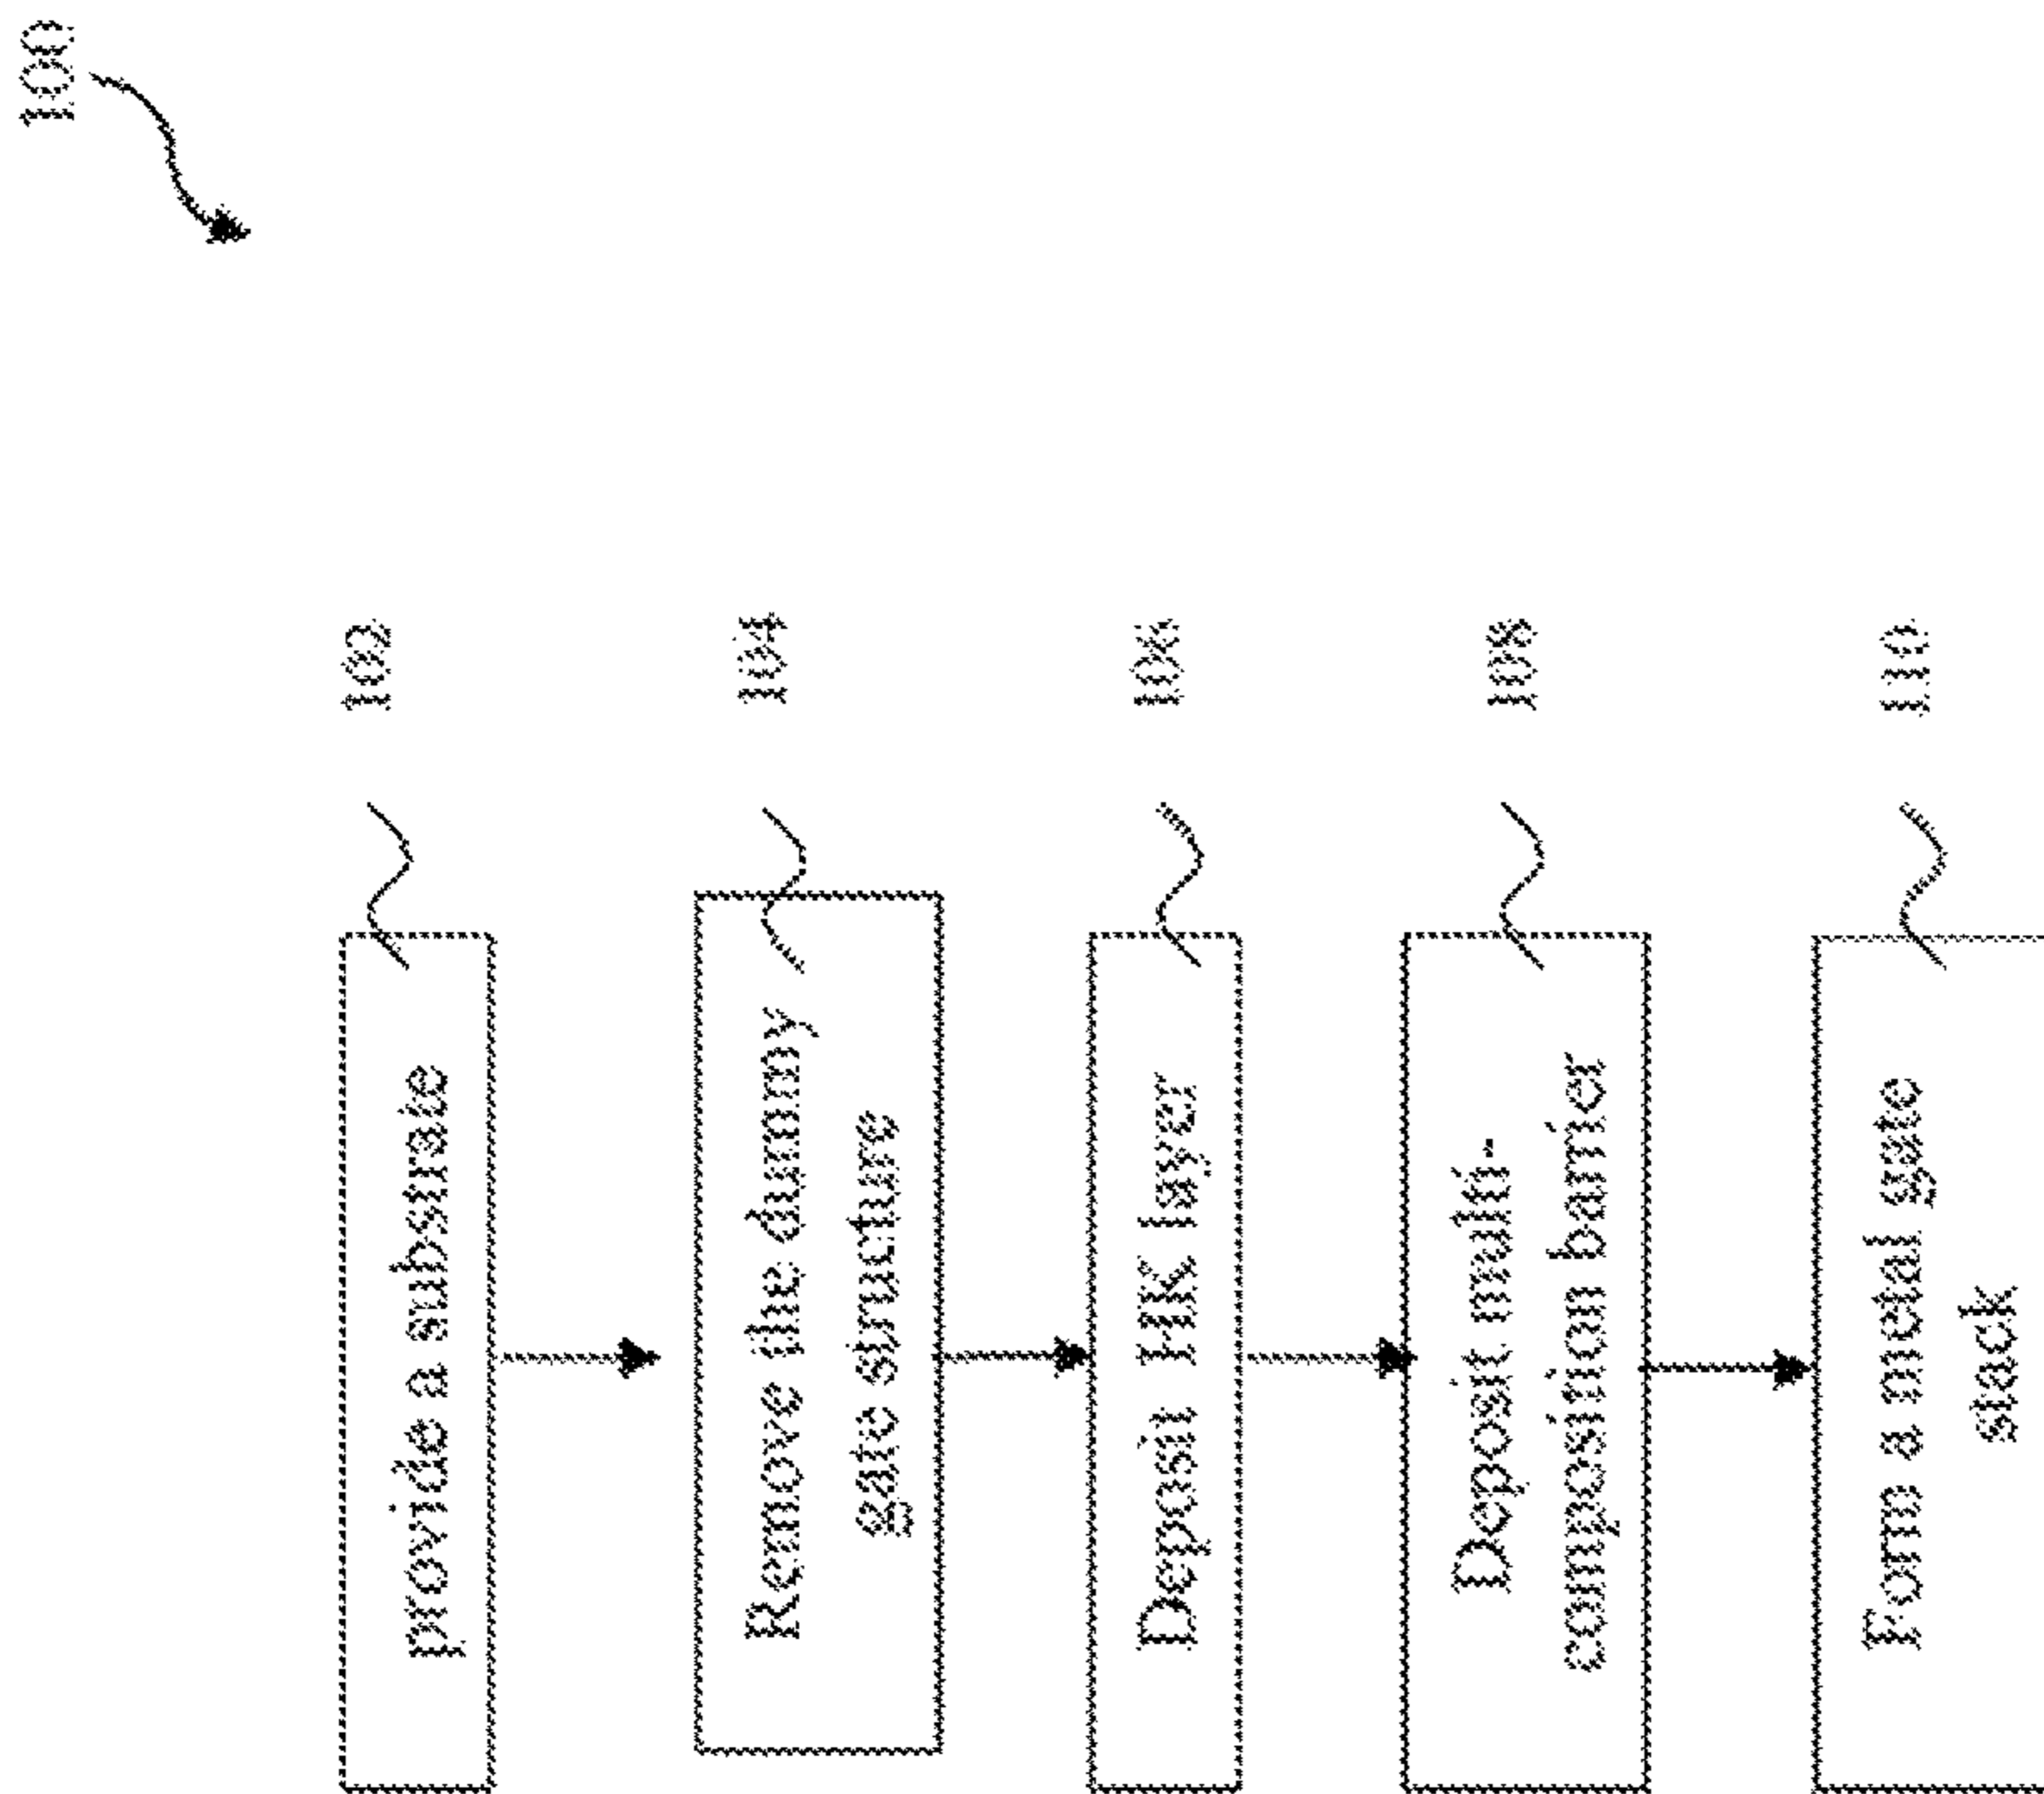 100
provide a substrate
102
Remove the dummy
gate structure
104
Deposit HK layer
106
Deposit multi-
composition barrier
108
Form a metal gate
stack
110